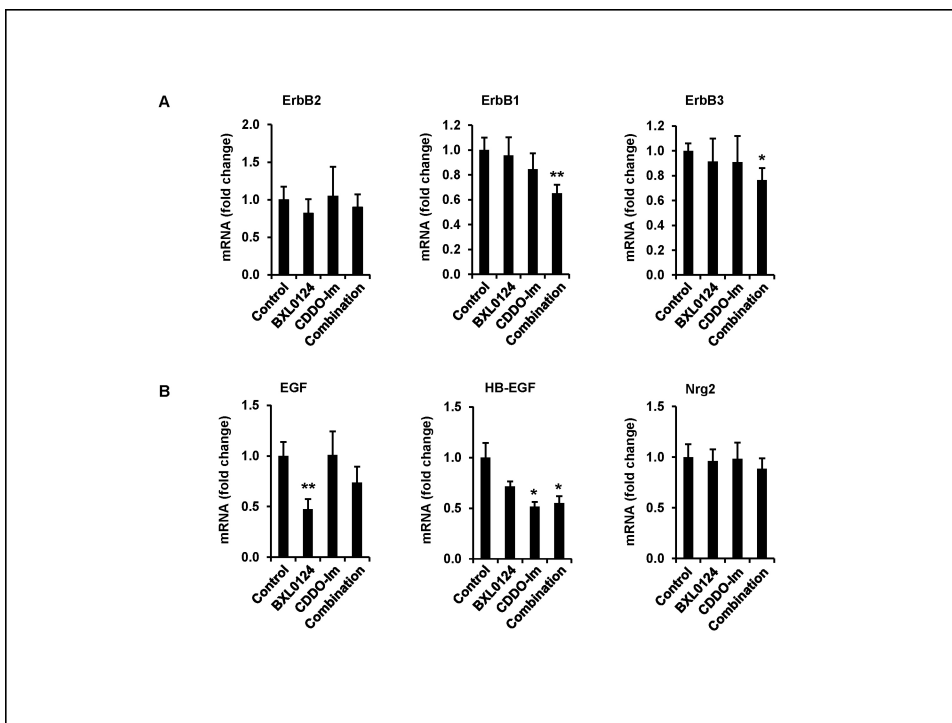 A
ErbB2
mRNA (fold change)
2.0
1.5
1.0
0.5
0.0
Control
BXL0124
CDDO-Im
Combination
ErbB1
mRNA (fold change)
1.2
1.0
0.8
0.6
0.4
0.2
0.0
**
Control
BXL0124
CDDO-Im
Combination
ErbB3
mRNA (fold change)
1.2
1.0
0.8
0.6
0.4
0.2
0.0
*
Control
BXL0124
CDDO-Im
Combination
B
EGF
mRNA (fold change)
1.5
1.0
0.5
0.0
**
Control
BXL0124
CDDO-Im
Combination
HB-EGF
mRNA (fold change)
1.5
1.0
0.5
0.0
* *
Control
BXL0124
CDDO-Im
Combination
Nrg2
mRNA (fold change)
1.5
1.0
0.5
0.0
Control
BXL0124
CDDO-Im
Combination